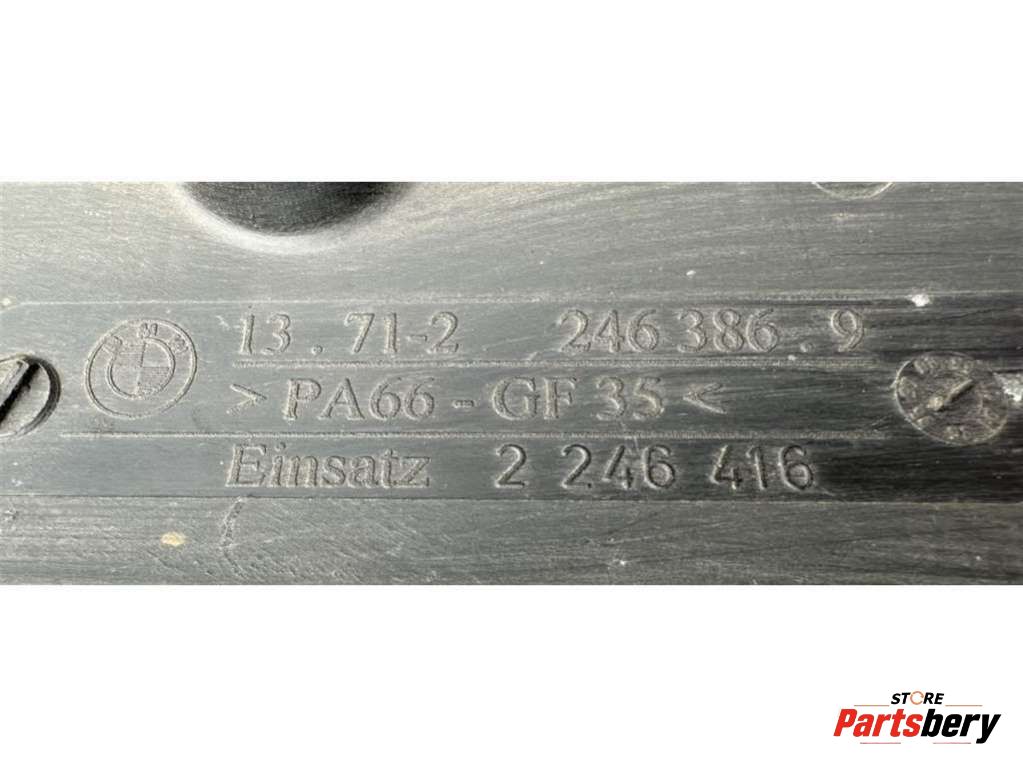 13 . 71-2 246 386 . 9
> PA66 - GF 35 <
Einsatz 2 246 416
STORE
Partsbery